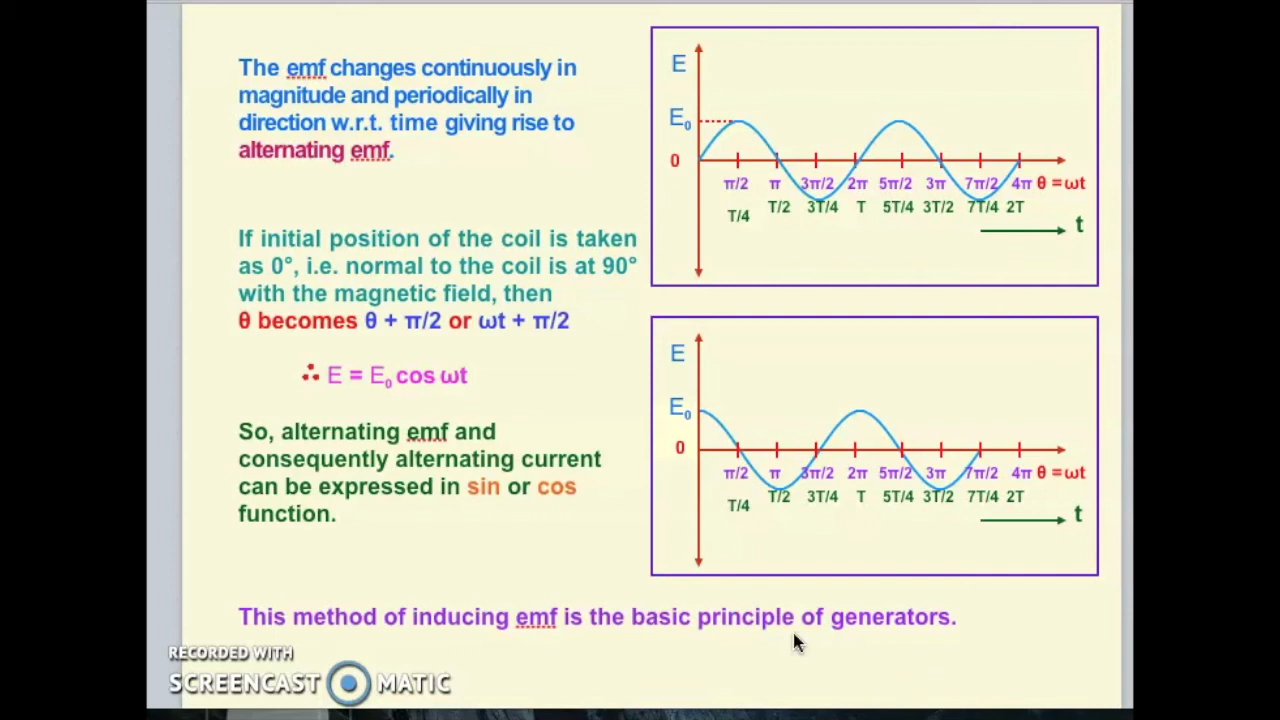 The emf changes continuously in
magnitude and periodically in
direction w.r.t. time giving rise to
alternating emf.
If initial position of the coil is taken
as 0°, i.e. normal to the coil is at 90°
with the magnetic field, then
θ becomes θ + π/2 or ωt + π/2
∴ E = E₀ cos ωt
So, alternating emf and
consequently alternating current
can be expressed in sin or cos
function.
E
E₀
0
π/2 π 3π/2 2π 5π/2 3π 7π/2 4π θ = ωt
T/4 T/2 3T/4 T 5T/4 3T/2 7T/4 2T
t
E
E₀
0
π/2 π 3π/2 2π 5π/2 3π 7π/2 4π θ = ωt
T/4 T/2 3T/4 T 5T/4 3T/2 7T/4 2T
t
This method of inducing emf is the basic principle of generators.
RECORDED WITH
SCREENCAST MATIC